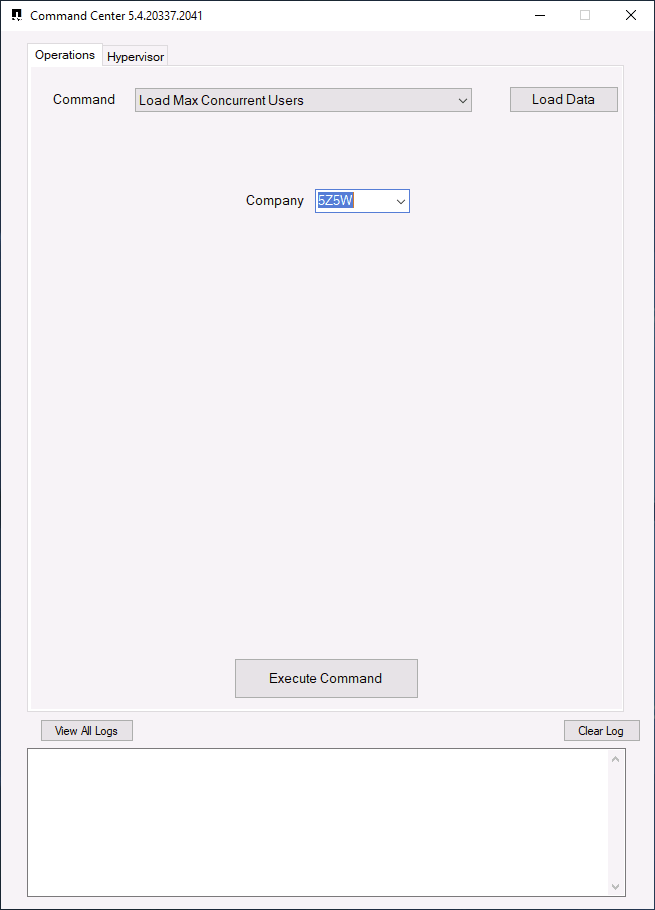 Command Center 5.4.20337.2041
Operations Hypervisor
Command Load Max Concurrent Users Load Data
Company 5Z5W
Execute Command
View All Logs Clear Log